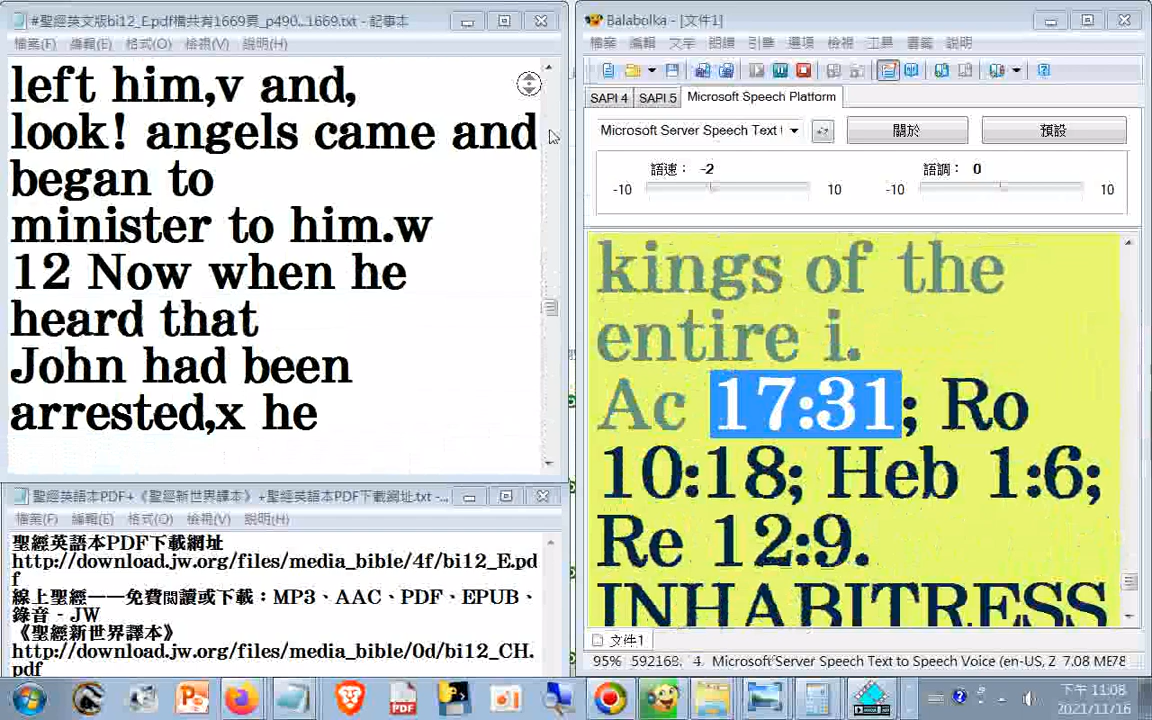 #聖經英文版bi12_E.pdf檔共有1669頁_p490...1669.txt - 記事本
檔案(F) 編輯(E) 格式(O) 檢視(V) 說明(H)
left him,v and,
look! angels came and
began to
minister to him.w
12 Now when he
heard that
John had been
arrested,x he
聖經英語本PDF+《聖經新世界譯本》+聖經英語本PDF下載網址.txt -...
檔案(F) 編輯(E) 格式(O) 檢視(V) 說明(H)
聖經英語本PDF下載網址
http://download.jw.org/files/media_bible/4f/bi12_E.pd
f
線上聖經——免費閱讀或下載：MP3、AAC、PDF、EPUB、
錄音 - JW
《聖經新世界譯本》
http://download.jw.org/files/media_bible/0d/bi12_CH.
pdf
Balabolka - [文件1]
檔案 編輯 文字 朗讀 引擎 選項 檢視 工具 書籤 說明
SAPI 4 SAPI 5 Microsoft Speech Platform
Microsoft Server Speech Text 關於 預設
語速： -2 語調： 0
-10 10 -10 10
kings of the
entire i.
Ac 17:31; Ro
10:18; Heb 1:6;
Re 12:9.
INHABITRESS
文件1
95% 592168. 4. Microsoft Server Speech Text to Speech Voice (en-US, Z 7.08 ME78
PDF
下午 11:08
2021/11/16